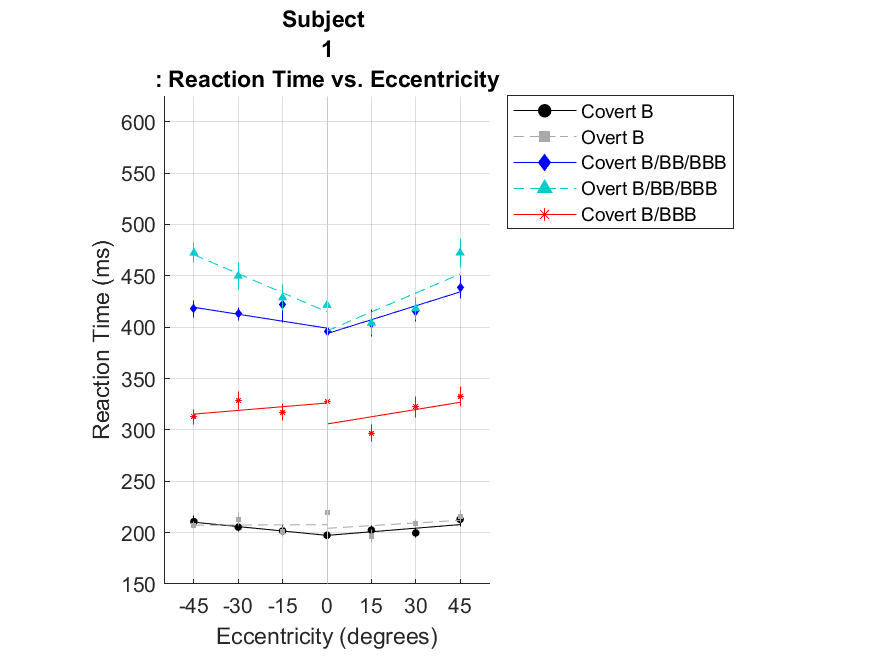 Subject
1
: Reaction Time vs. Eccentricity
Covert B
Overt B
Covert B/BB/BBB
Overt B/BB/BBB
Covert B/BBB
Reaction Time (ms)
600
550
500
450
400
350
300
250
200
150
-45 -30 -15 0 15 30 45
Eccentricity (degrees)